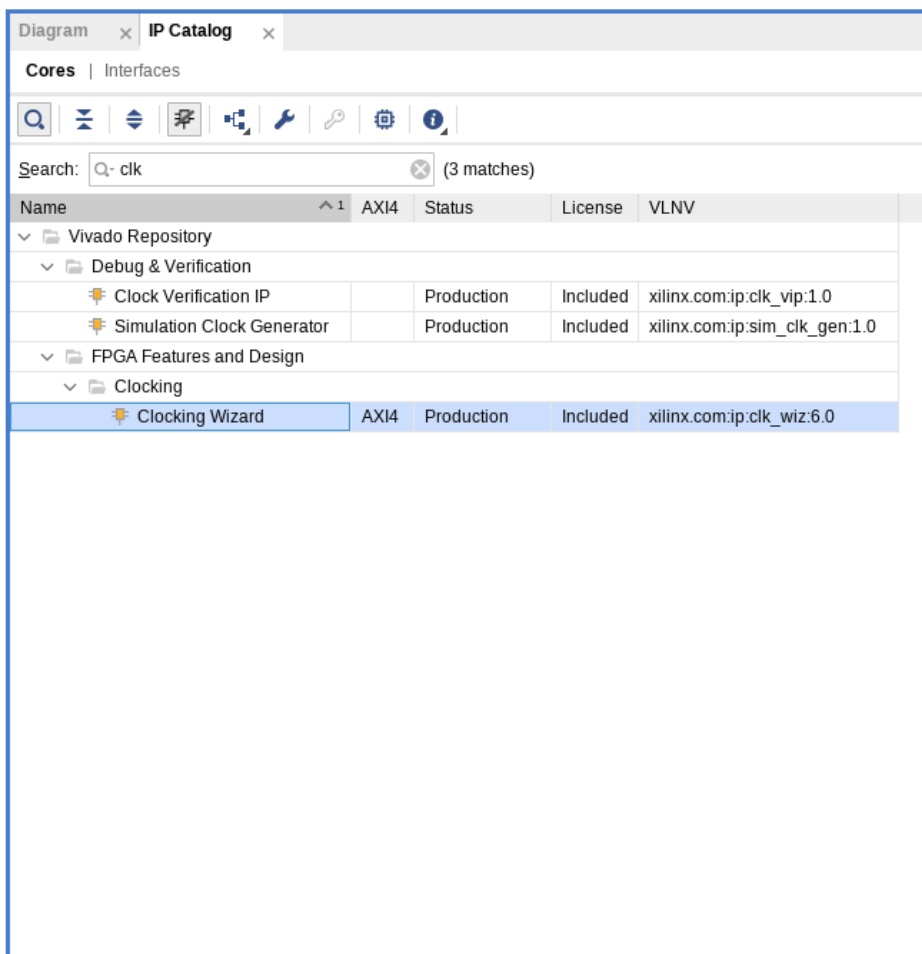 Diagram IP Catalog
Cores | Interfaces
Search: clk (3 matches)
Name 1 AXI4 Status License VLNV
Vivado Repository
Debug & Verification
Clock Verification IP Production Included xilinx.com:ip:clk_vip:1.0
Simulation Clock Generator Production Included xilinx.com:ip:sim_clk_gen:1.0
FPGA Features and Design
Clocking
Clocking Wizard AXI4 Production Included xilinx.com:ip:clk_wiz:6.0